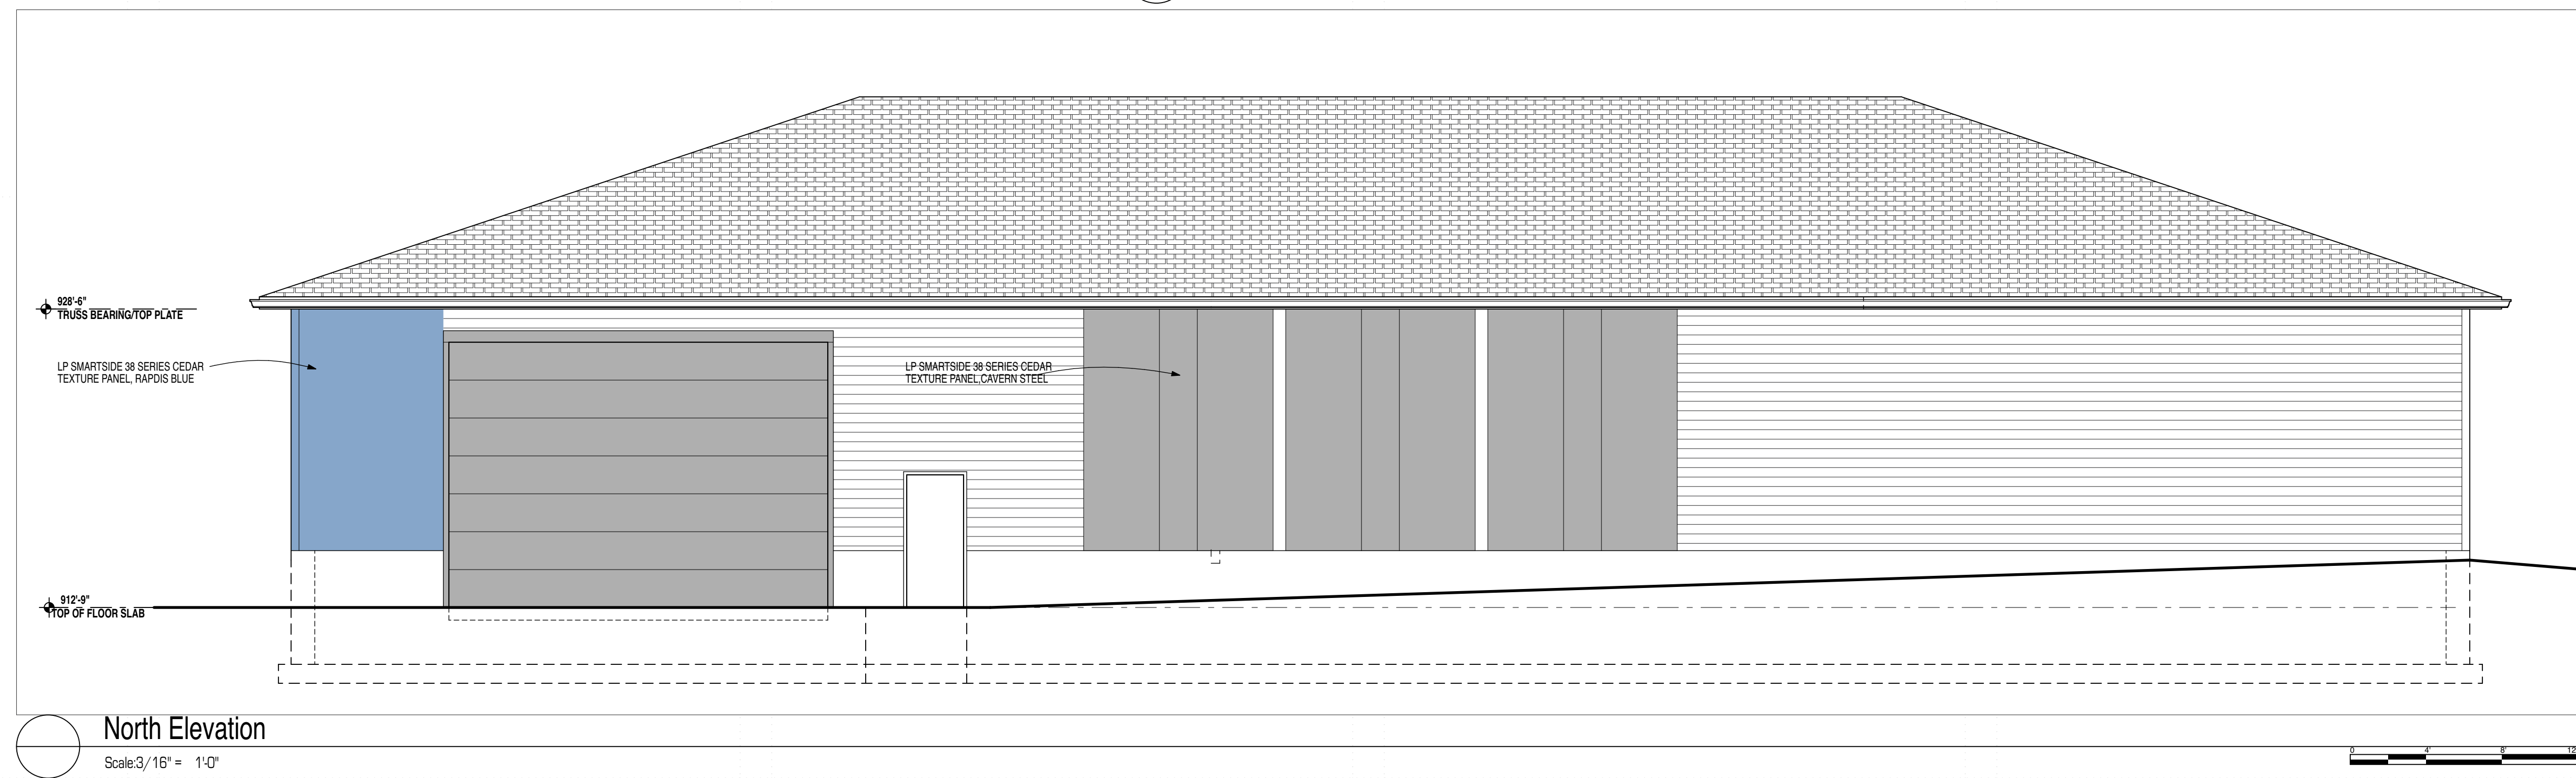 928'-6"
TRUSS BEARING/TOP PLATE
LP SMARTSIDE 38 SERIES CEDAR
TEXTURE PANEL, RAPDIS BLUE
LP SMARTSIDE 38 SERIES CEDAR
TEXTURE PANEL,CAVERN STEEL
912'-9"
TOP OF FLOOR SLAB
North Elevation
Scale:3/16" = 1'-0"
0 4' 8' 12